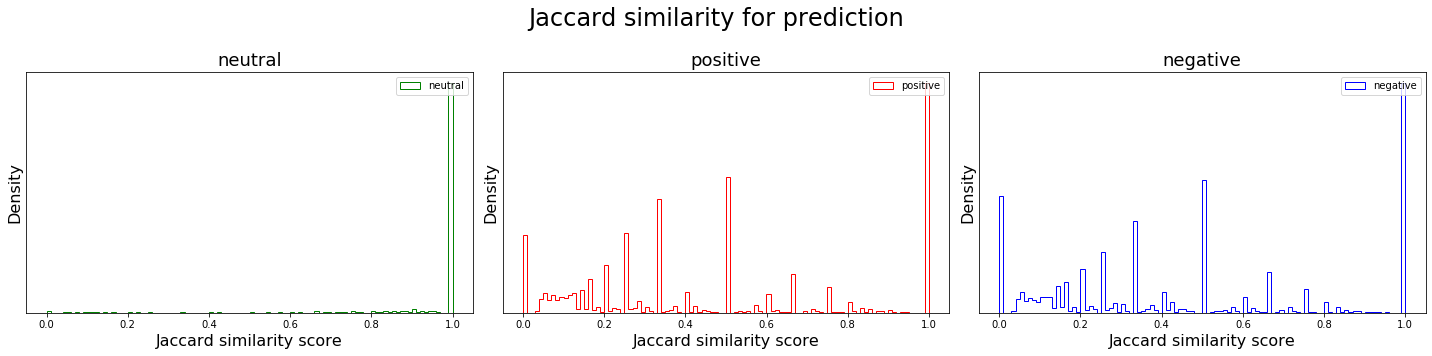 Jaccard similarity for prediction
neutral
neutral
Density
0.0 0.2 0.4 0.6 0.8 1.0
Jaccard similarity score
positive
positive
Density
0.0 0.2 0.4 0.6 0.8 1.0
Jaccard similarity score
negative
negative
Density
0.0 0.2 0.4 0.6 0.8 1.0
Jaccard similarity score